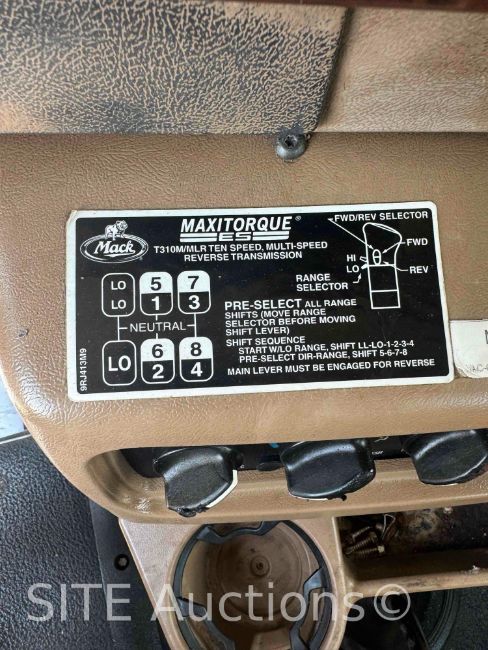 MAXITORQUE®
ES
Mack
T310M/MLR TEN SPEED, MULTI-SPEED
REVERSE TRANSMISSION
FWD/REV SELECTOR
FWD
HI
LO
REV
RANGE
SELECTOR
LO 5 7
LO 1 3
NEUTRAL
LO 6 8
2 4
PRE-SELECT ALL RANGE
SHIFTS (MOVE RANGE
SELECTOR BEFORE MOVING
SHIFT LEVER)
SHIFT SEQUENCE
START W/LO RANGE, SHIFT LL-LO-1-2-3-4
PRE-SELECT DIR-RANGE, SHIFT 5-6-7-8
MAIN LEVER MUST BE ENGAGED FOR REVERSE
9RJ413M9
SITE Auctions©